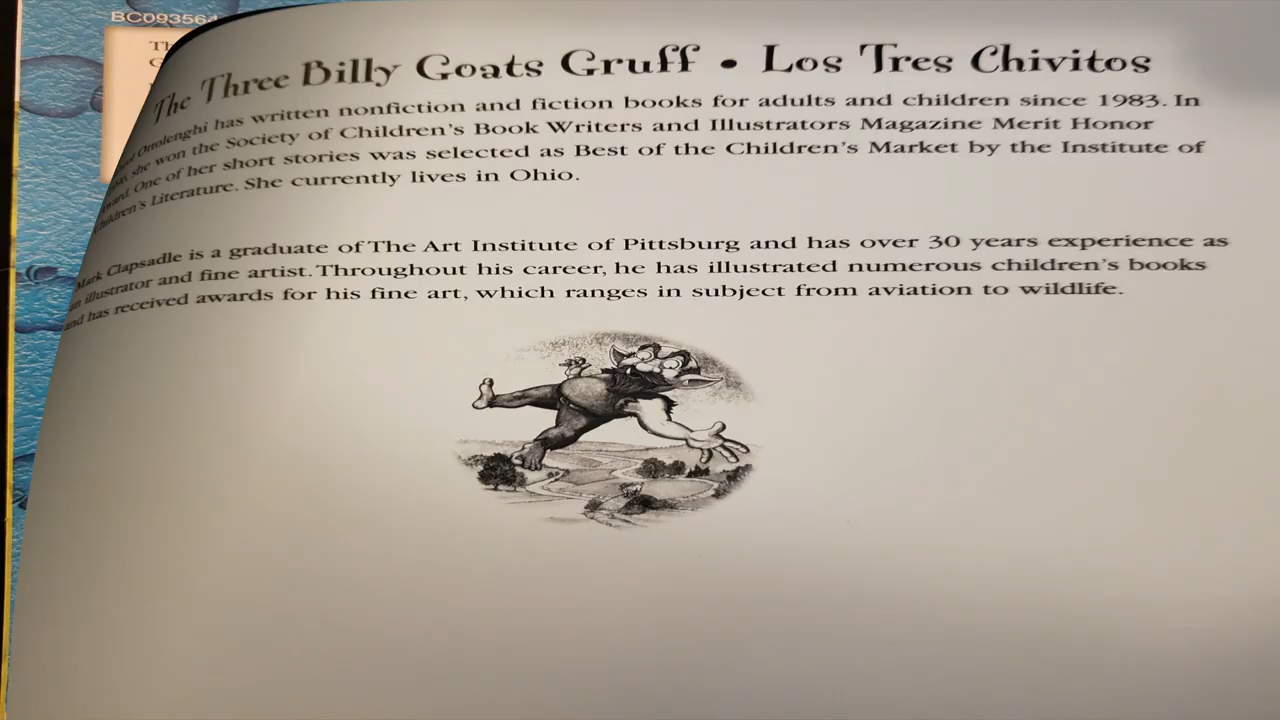 BC093564
The Three Billy Goats Gruff • Los Tres Chivitos
Ottolenghi has written nonfiction and fiction books for adults and children since 1983. In
she won the Society of Children's Book Writers and Illustrators Magazine Merit Honor
Award. One of her short stories was selected as Best of the Children's Market by the Institute of
Children's Literature. She currently lives in Ohio.
Mark Clapsadle is a graduate of The Art Institute of Pittsburg and has over 30 years experience as
an illustrator and fine artist. Throughout his career, he has illustrated numerous children's books
and has received awards for his fine art, which ranges in subject from aviation to wildlife.